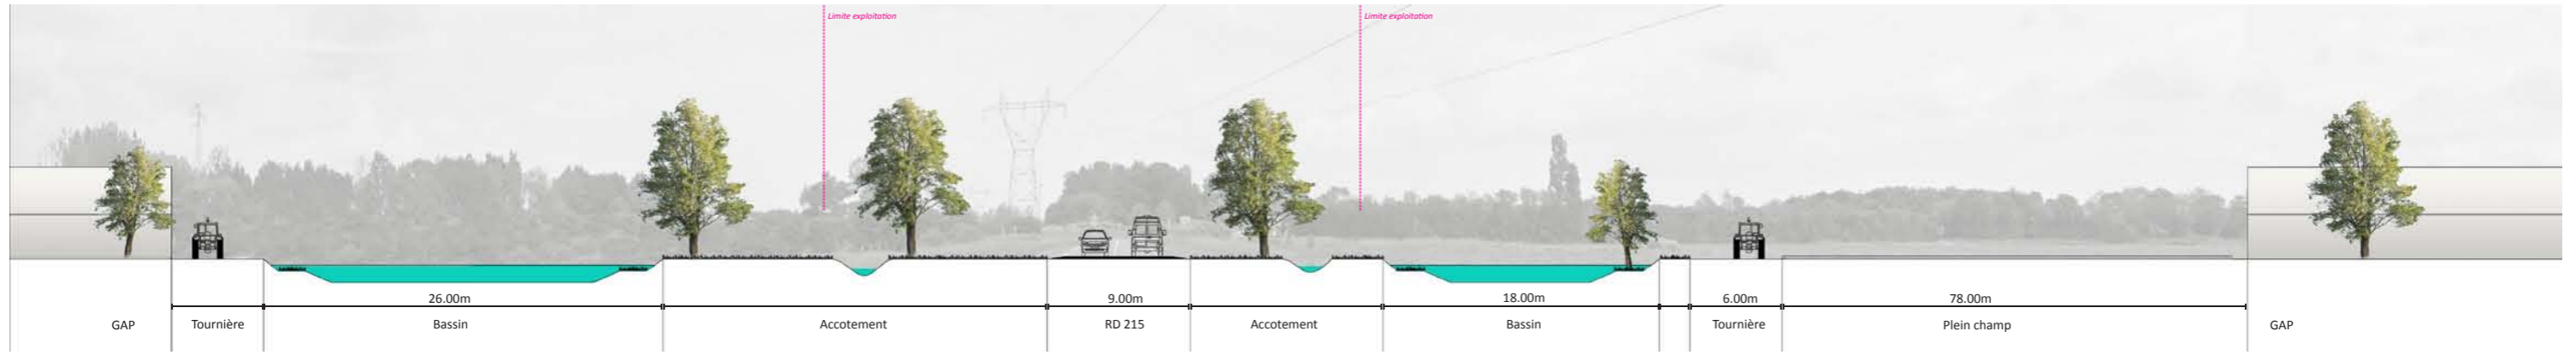 Limite exploitation
Limite exploitation
26.00m
9.00m
18.00m
6.00m
78.00m
GAP
Tournière
Bassin
Accotement
RD 215
Accotement
Bassin
Tournière
Plein champ
GAP